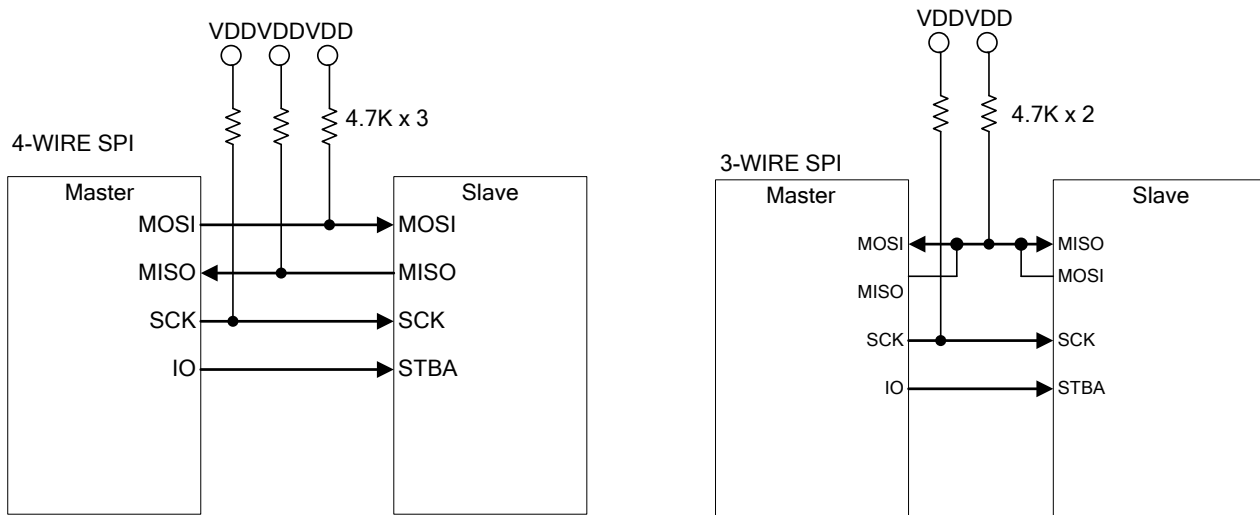 VDDVDDVDD
4.7K x 3
4-WIRE SPI
Master
Slave
MOSI
MOSI
MISO
MISO
SCK
SCK
IO
STBA
VDDVDD
4.7K x 2
3-WIRE SPI
Master
Slave
MOSI
MISO
MOSI
MISO
SCK
SCK
IO
STBA